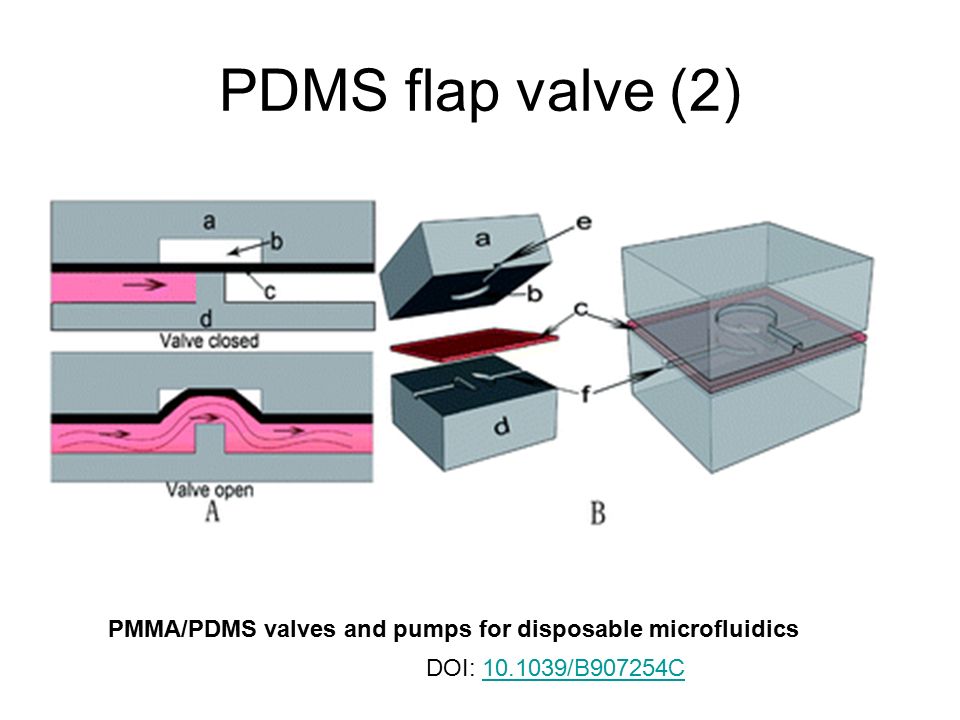 PDMS flap valve (2)
a
b
c
d
Valve closed
Valve open
A
a
e
b
c
f
d
B
PMMA/PDMS valves and pumps for disposable microfluidics
DOI: 10.1039/B907254C